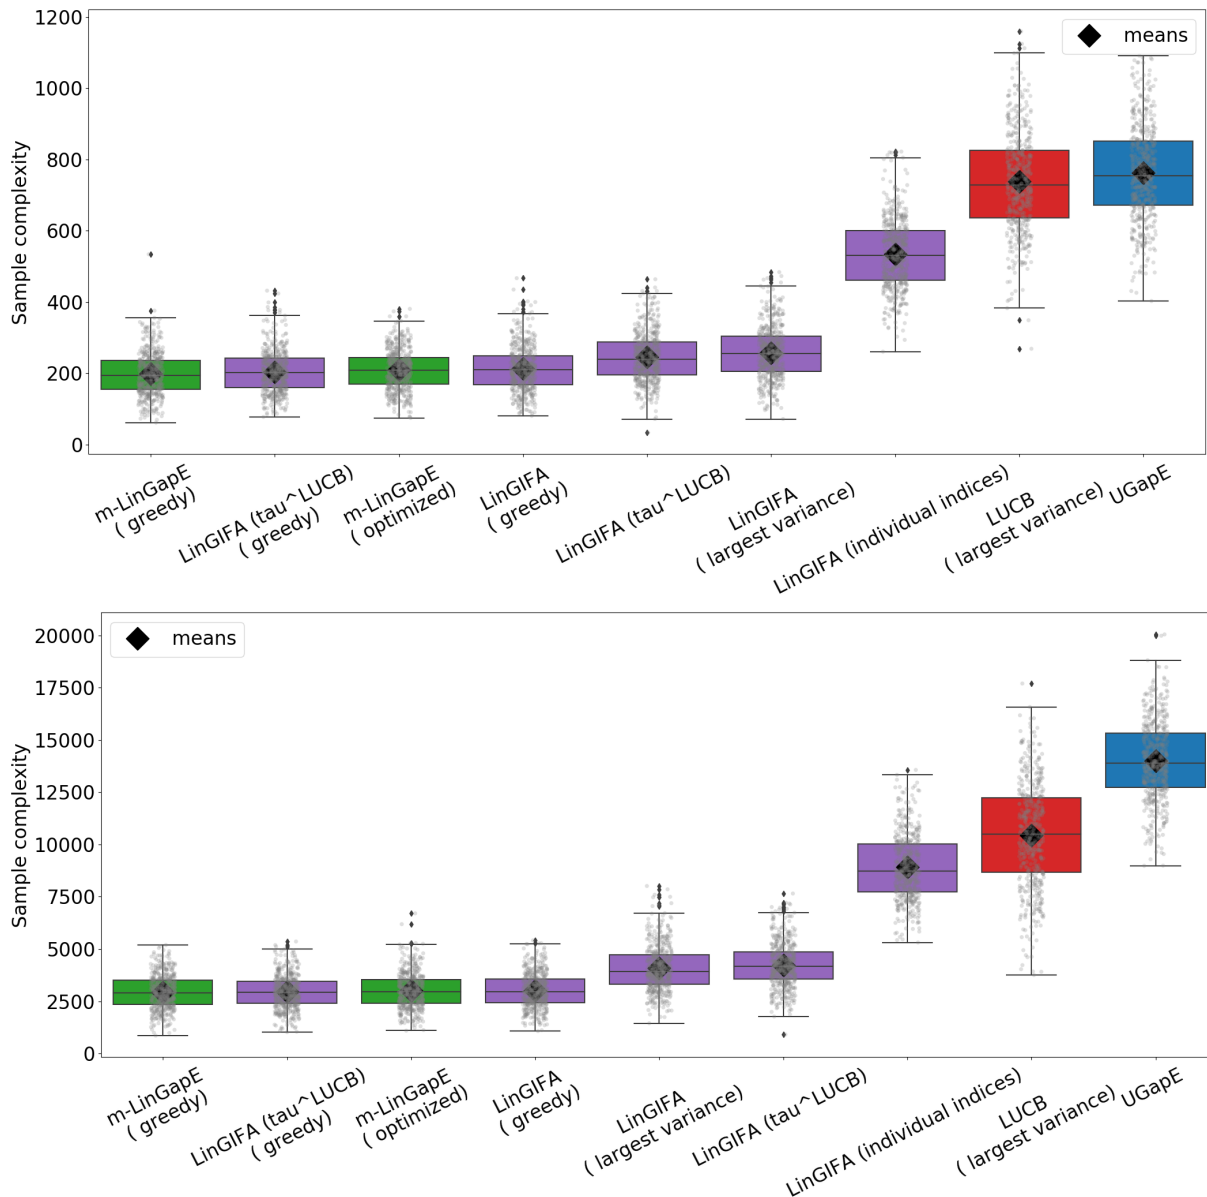 1200
means
1000
800
600
400
200
0
Sample complexity
m-LinGapE
( greedy)
LinGIFA (tau^LUCB)
( greedy)
m-LinGapE
( optimized)
LinGIFA
( greedy)
LinGIFA (tau^LUCB)
LinGIFA
( largest variance)
LinGIFA (individual indices)
LUCB
( largest variance)
UGapE
means
20000
17500
15000
12500
10000
7500
5000
2500
0
Sample complexity
m-LinGapE
( greedy)
LinGIFA (tau^LUCB)
( greedy)
m-LinGapE
( optimized)
LinGIFA
( greedy)
LinGIFA
( largest variance)
LinGIFA (tau^LUCB)
LinGIFA (individual indices)
LUCB
( largest variance)
UGapE